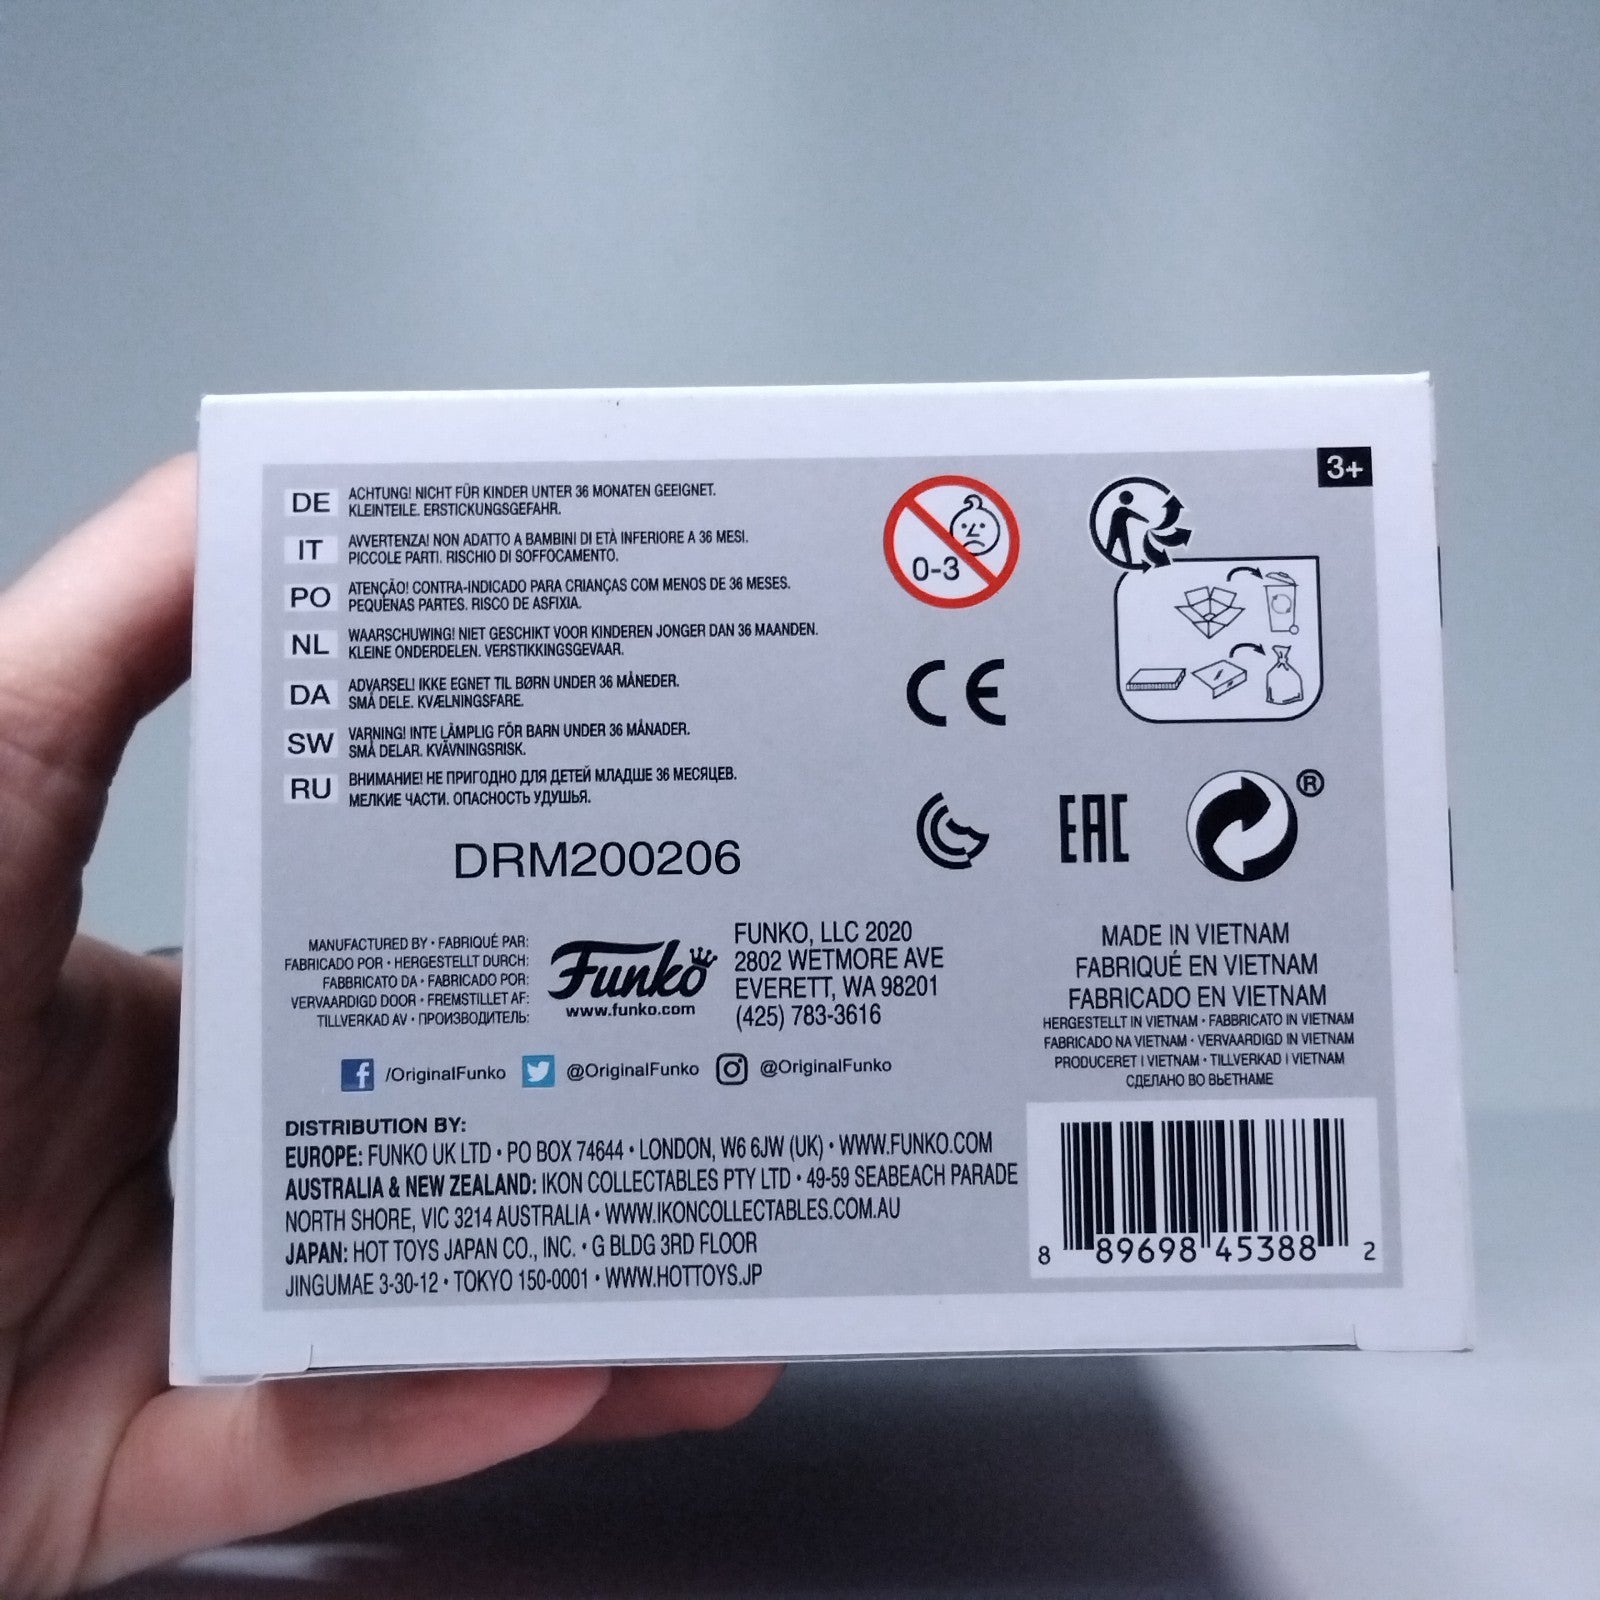 3+
DE ACHTUNG! NICHT FÜR KINDER UNTER 36 MONATEN GEEIGNET.
KLEINTEILE. ERSTICKUNGSGEFAHR.
IT AVVERTENZA! NON ADATTO A BAMBINI DI ETÀ INFERIORE A 36 MESI.
PICCOLE PARTI. RISCHIO DI SOFFOCAMENTO.
PO ATENÇÃO! CONTRA-INDICADO PARA CRIANÇAS COM MENOS DE 36 MESES.
PEQUENAS PARTES. RISCO DE ASFIXIA.
NL WAARSCHUWING! NIET GESCHIKT VOOR KINDEREN JONGER DAN 36 MAANDEN.
KLEINE ONDERDELEN. VERSTIKKINGSGEVAAR.
DA ADVARSEL! IKKE EGNET TIL BØRN UNDER 36 MÅNEDER.
SMÅ DELE. KVÆLNINGSFARE.
SW VARNING! INTE LÄMPLIG FÖR BARN UNDER 36 MÅNADER.
SMÅ DELAR. KVÄVNINGSRISK.
RU ВНИМАНИЕ! НЕ ПРИГОДНО ДЛЯ ДЕТЕЙ МЛАДШЕ 36 МЕСЯЦЕВ.
МЕЛКИЕ ЧАСТИ. ОПАСНОСТЬ УДУШЬЯ.
0-3
CE
EAC
®
DRM200206
MANUFACTURED BY • FABRIQUÉ PAR:
FABRICADO POR • HERGESTELLT DURCH:
FABBRICATO DA • FABRICADO POR:
VERVAARDIGD DOOR • FREMSTILLET AF:
TILLVERKAD AV • ПРОИЗВОДИТЕЛЬ:
Funko
www.funko.com
FUNKO, LLC 2020
2802 WETMORE AVE
EVERETT, WA 98201
(425) 783-3616
MADE IN VIETNAM
FABRIQUÉ EN VIETNAM
FABRICADO EN VIETNAM
HERGESTELLT IN VIETNAM • FABBRICATO IN VIETNAM
FABRICADO NA VIETNAM • VERVAARDIGD IN VIETNAM
PRODUCERET I VIETNAM • TILLVERKAD I VIETNAM
СДЕЛАНО ВО ВЬЕТНАМЕ
f /OriginalFunko @OriginalFunko @OriginalFunko
DISTRIBUTION BY:
EUROPE: FUNKO UK LTD • PO BOX 74644 • LONDON, W6 6JW (UK) • WWW.FUNKO.COM
AUSTRALIA & NEW ZEALAND: IKON COLLECTABLES PTY LTD • 49-59 SEABEACH PARADE
NORTH SHORE, VIC 3214 AUSTRALIA • WWW.IKONCOLLECTABLES.COM.AU
JAPAN: HOT TOYS JAPAN CO., INC. • G BLDG 3RD FLOOR
JINGUMAE 3-30-12 • TOKYO 150-0001 • WWW.HOTTOYS.JP
8 89698 45388 2